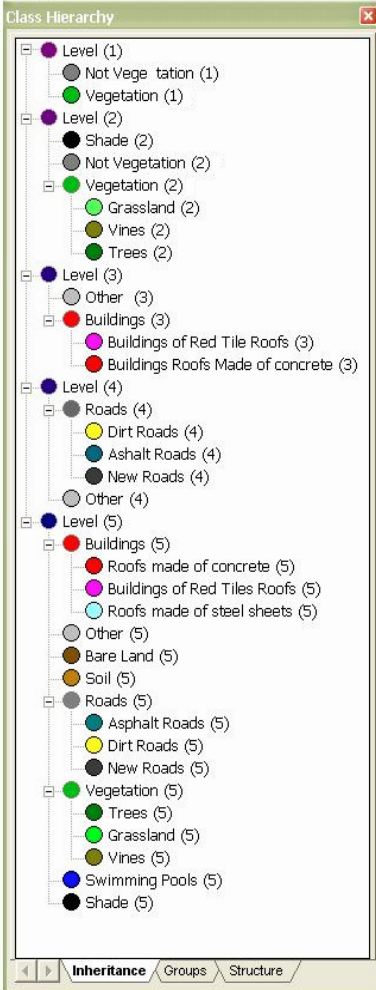 Class Hierarchy
Level (1)
Not Vege tation (1)
Vegetation (1)
Level (2)
Shade (2)
Not Vegetation (2)
Vegetation (2)
Grassland (2)
Vines (2)
Trees (2)
Level (3)
Other (3)
Buildings (3)
Buildings of Red Tile Roofs (3)
Buildings Roofs Made of concrete (3)
Level (4)
Roads (4)
Dirt Roads (4)
Ashalt Roads (4)
New Roads (4)
Other (4)
Level (5)
Buildings (5)
Roofs made of concrete (5)
Buildings of Red Tiles Roofs (5)
Roofs made of steel sheets (5)
Other (5)
Bare Land (5)
Soil (5)
Roads (5)
Asphalt Roads (5)
Dirt Roads (5)
New Roads (5)
Vegetation (5)
Trees (5)
Grassland (5)
Vines (5)
Swimming Pools (5)
Shade (5)
Inheritance Groups Structure